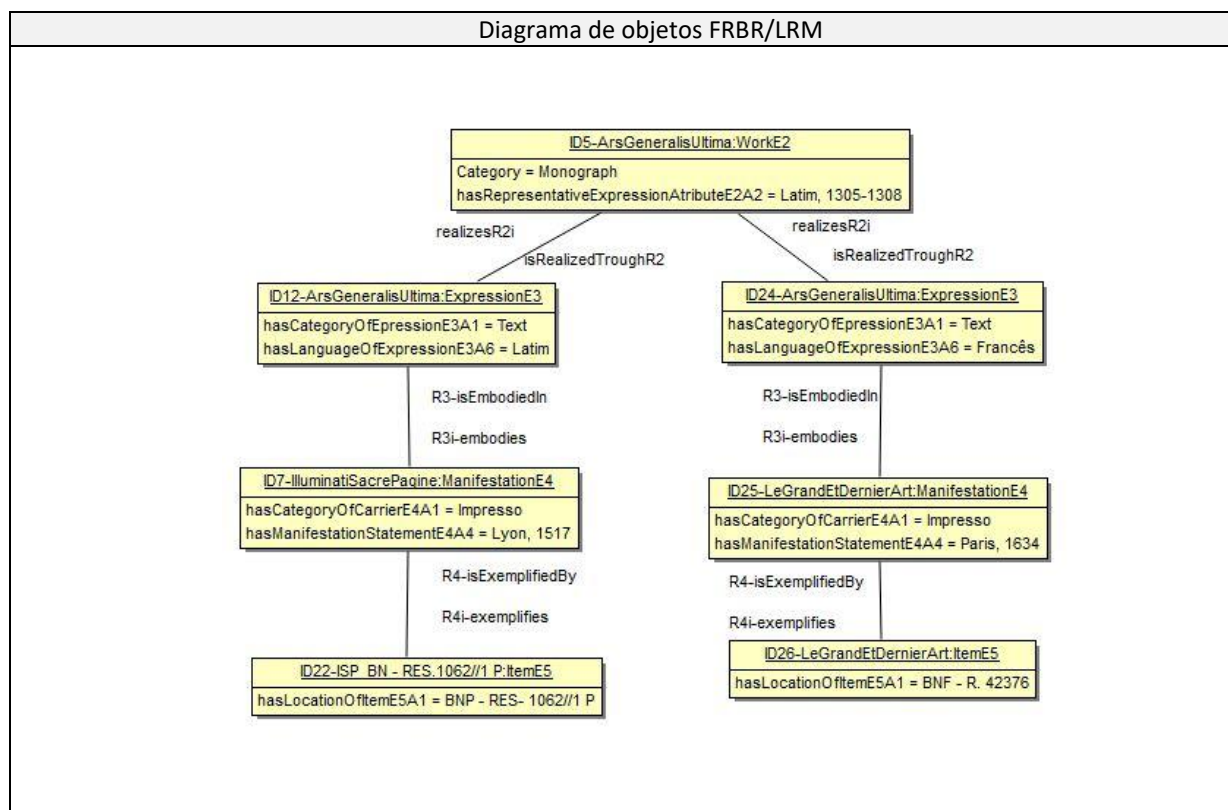 Diagrama de objetos FRBR/LRM
ID5-ArsGeneralisUltima:WorkE2
Category = Monograph
hasRepresentativeExpressionAtributeE2A2 = Latim, 1305-1308
realizesR2i
isRealizedTroughR2
realizesR2i
isRealizedTroughR2
ID12-ArsGeneralisUltima:ExpressionE3
hasCategoryOfEpressionE3A1 = Text
hasLanguageOfExpressionE3A6 = Latim
ID24-ArsGeneralisUltima:ExpressionE3
hasCategoryOfEpressionE3A1 = Text
hasLanguageOfExpressionE3A6 = Francês
R3-isEmbodiedIn
R3i-embodies
R3-isEmbodiedIn
R3i-embodies
ID7-IlluminatiSacrePagine:ManifestationE4
hasCategoryOfCarrierE4A1 = Impresso
hasManifestationStatementE4A4 = Lyon, 1517
ID25-LeGrandEtDernierArt:ManifestationE4
hasCategoryOfCarrierE4A1 = Impresso
hasManifestationStatementE4A4 = Paris, 1634
R4-isExemplifiedBy
R4i-exemplifies
R4-isExemplifiedBy
R4i-exemplifies
ID22-ISP_BN - RES.1062//1 P:ItemE5
hasLocationOfItemE5A1 = BNP - RES- 1062//1 P
ID26-LeGrandEtDernierArt:ItemE5
hasLocationOfItemE5A1 = BNF - R. 42376